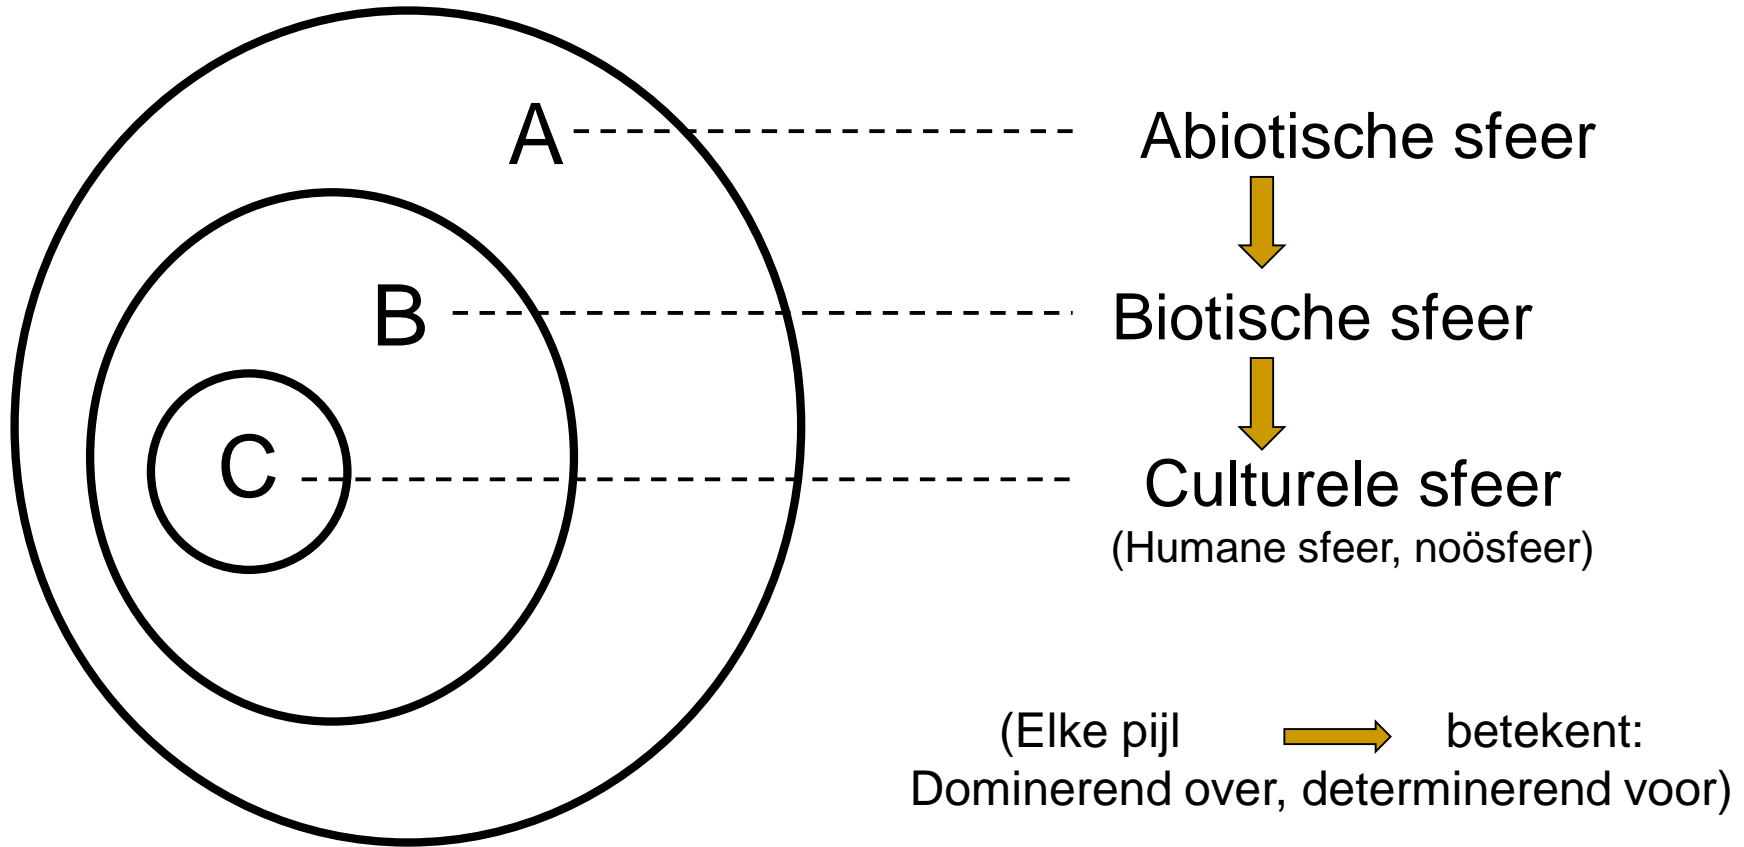 A
Abiotische sfeer
B
Biotische sfeer
C
Culturele sfeer
(Humane sfeer, noösfeer)
(Elke pijl betekent:
Dominerend over, determinerend voor)